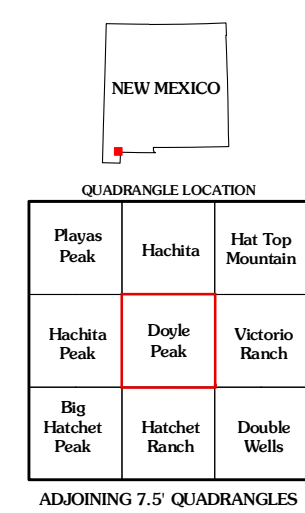 NEW MEXICO
QUADRANGLE LOCATION
Playas
Peak
Hachita
Hat Top
Mountain
Hachita
Peak
Doyle
Peak
Victorio
Ranch
Big
Hatchet
Peak
Hatchet
Ranch
Double
Wells
ADJOINING 7.5' QUADRANGLES